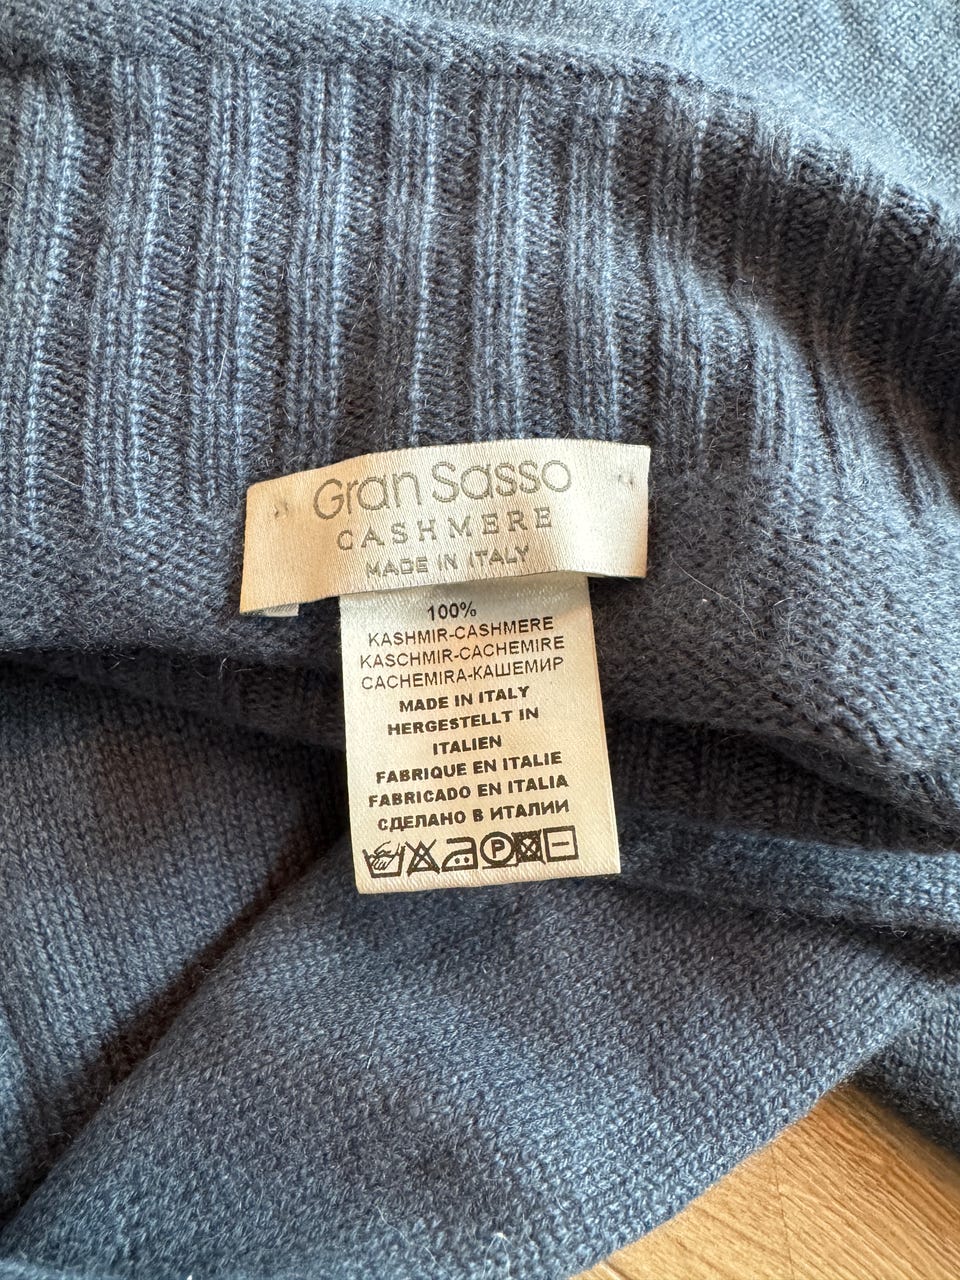 Gran Sasso
CASHMERE
MADE IN ITALY
100%
KASHMIR-CASHMERE
KASCHMIR-CACHEMIRE
CACHEMIRA-КАШЕМИР
MADE IN ITALY
HERGESTELLT IN
ITALIEN
FABRIQUE EN ITALIE
FABRICADO EN ITALIA
СДЕЛАНО В ИТАЛИИ
P